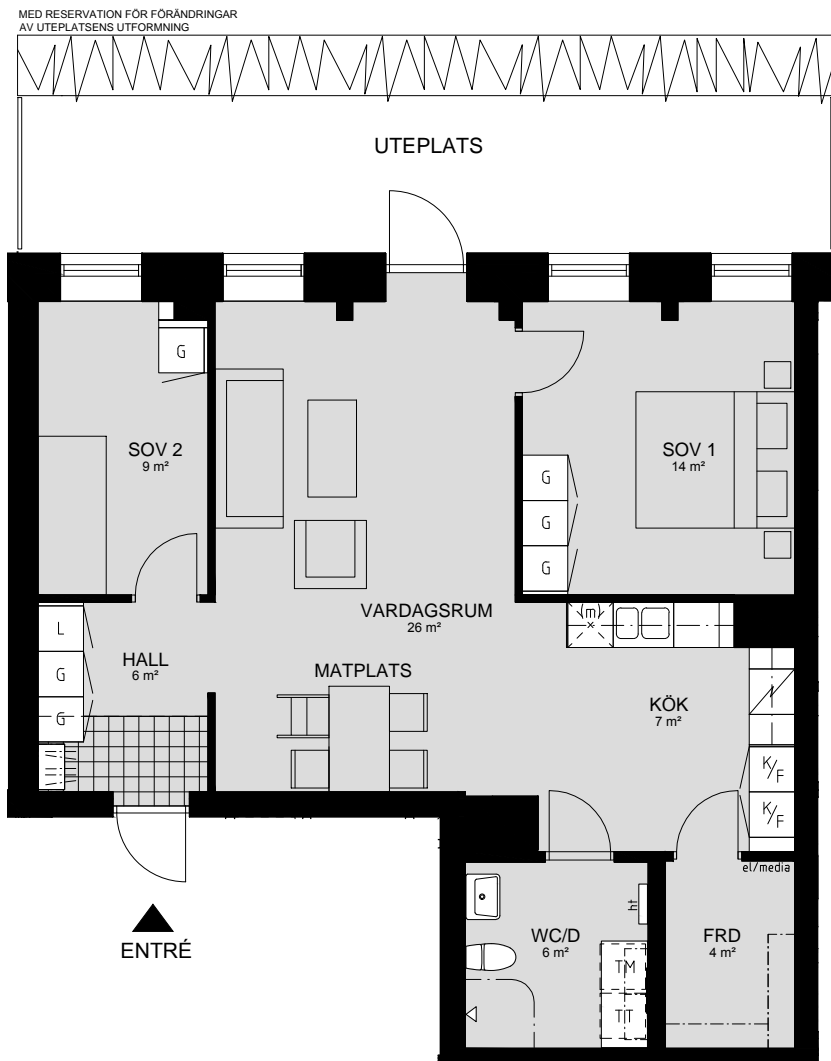 MED RESERVATION FÖR FÖRÄNDRINGAR
AV UTEPLATSENS UTFORMNING
UTEPLATS
G
SOV 2
9 m²
SOV 1
14 m²
G
G
G
VARDAGSRUM
26 m²
m
L
G
G
HALL
6 m²
MATPLATS
KÖK
7 m²
K/F
K/F
el/media
ENTRÉ
ht
WC/D
6 m²
FRD
4 m²
TM
TT